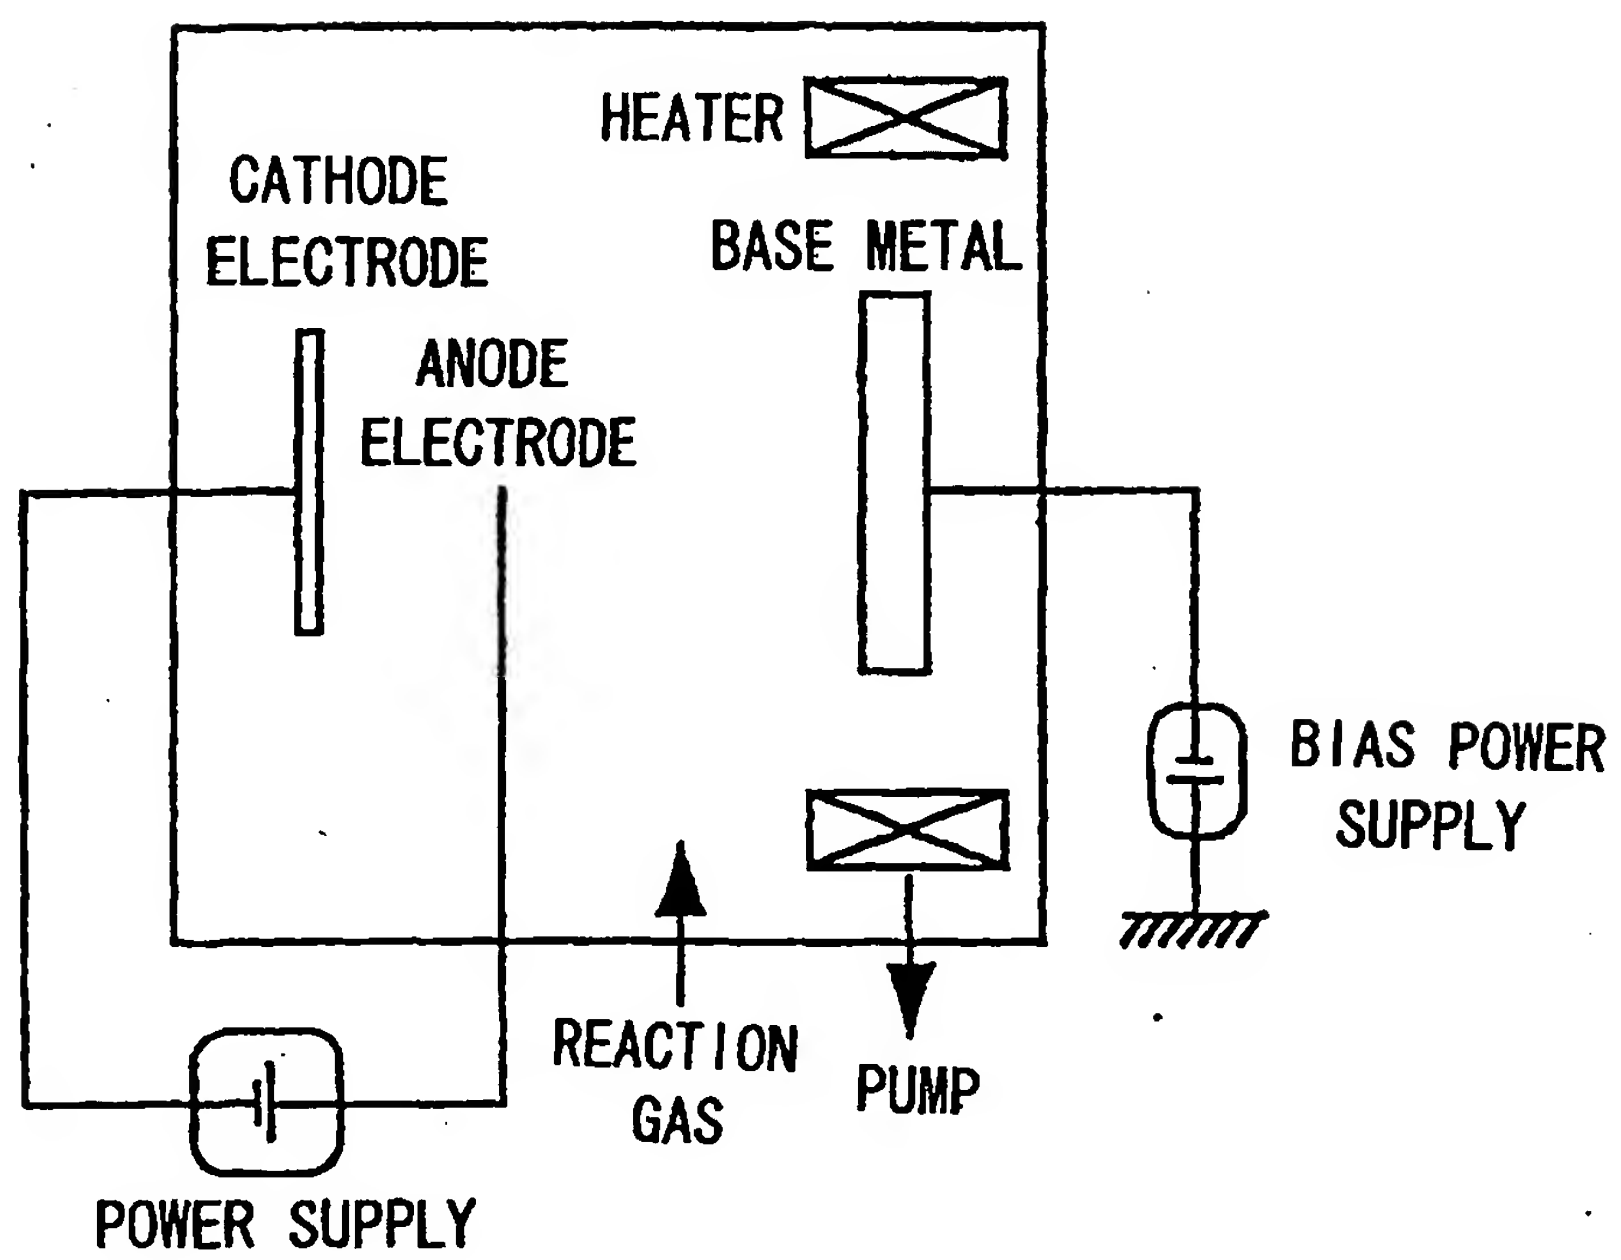 HEATER
CATHODE
ELECTRODE
BASE METAL
ANODE
ELECTRODE
BIAS POWER
SUPPLY
REACTION
GAS
PUMP
POWER SUPPLY